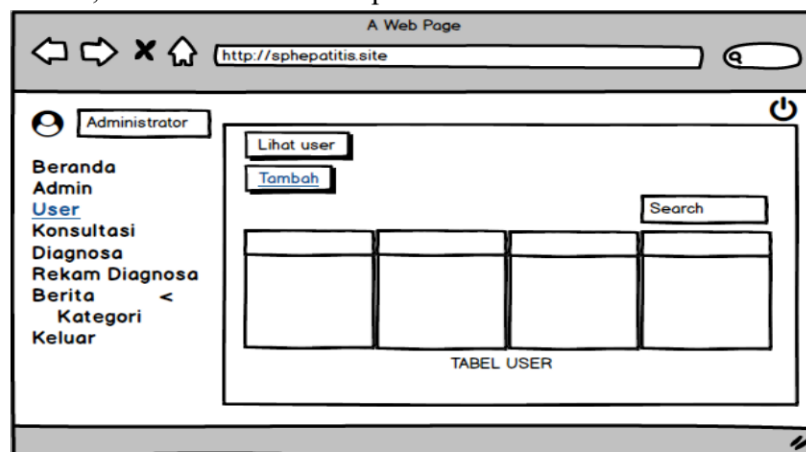 A Web Page
http://sphepatitis.site
Administrator
Beranda
Admin
User
Konsultasi
Diagnosa
Rekam Diagnosa
Berita <
Kategori
Keluar
Lihat user
Tambah
Search
TABEL USER